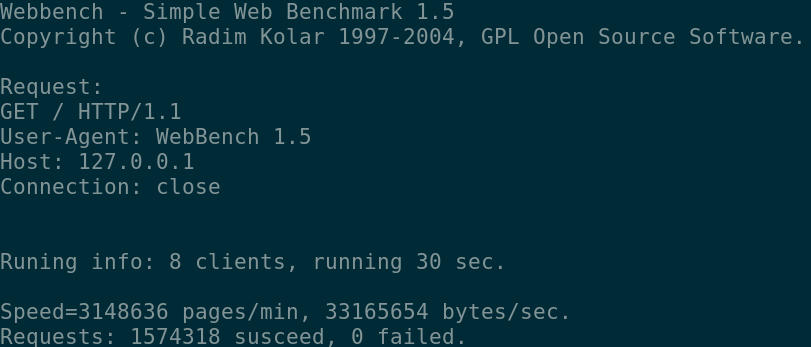 Webbench - Simple Web Benchmark 1.5
Copyright (c) Radim Kolar 1997-2004, GPL Open Source Software.
Request:
GET / HTTP/1.1
User-Agent: WebBench 1.5
Host: 127.0.0.1
Connection: close
Runing info: 8 clients, running 30 sec.
Speed=3148636 pages/min, 33165654 bytes/sec.
Requests: 1574318 susceed, 0 failed.